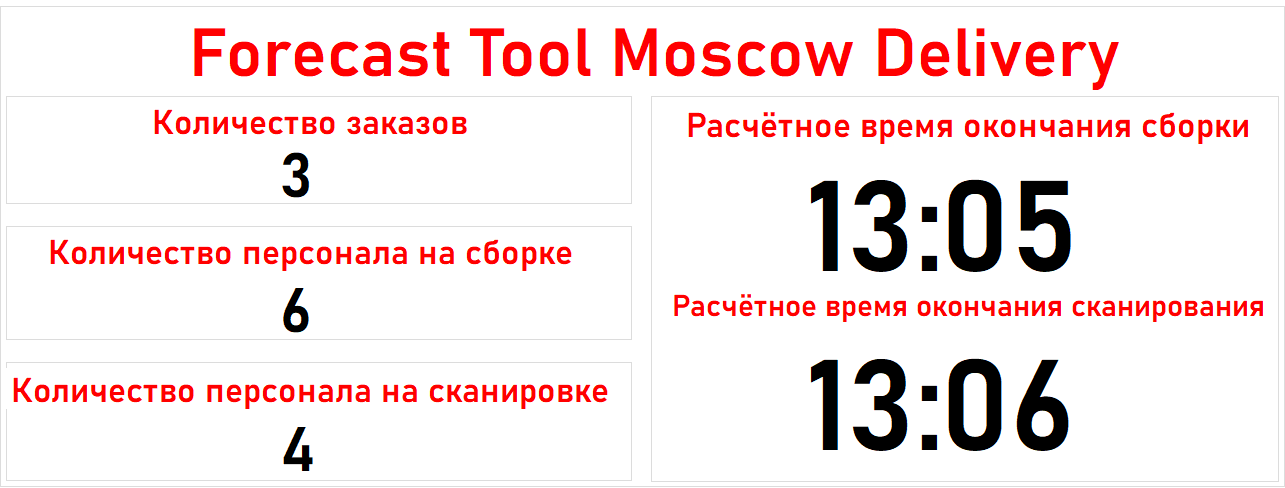 Forecast Tool Moscow Delivery
Количество заказов
3
Количество персонала на сборке
6
Количество персонала на сканировке
4
Расчётное время окончания сборки
13:05
Расчётное время окончания сканирования
13:06